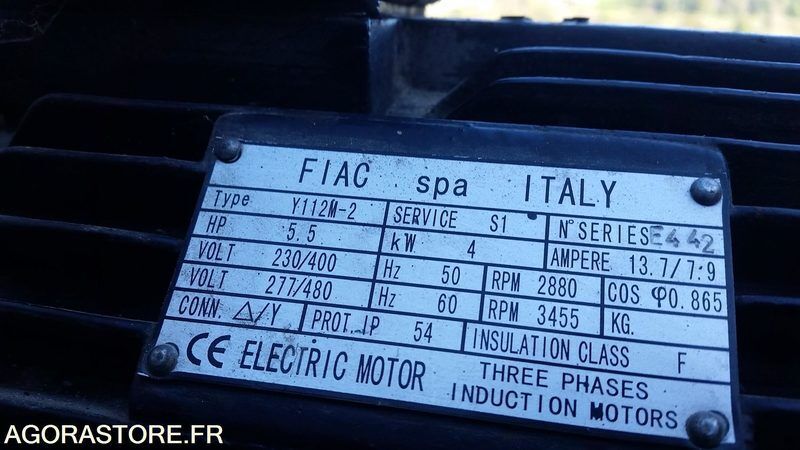 FIAC spa ITALY
Type Y112M-2 SERVICE S1 N° SERIES E442
HP 5.5 kW 4 AMPERE 13.7/7:9
VOLT 230/400 Hz 50 RPM 2880 COS φ0.865
VOLT 277/480 Hz 60 RPM 3455 KG.
CONN. △/Y PROT.IP 54 INSULATION CLASS F
CE ELECTRIC MOTOR THREE PHASES
INDUCTION MOTORS
AGORASTORE.FR